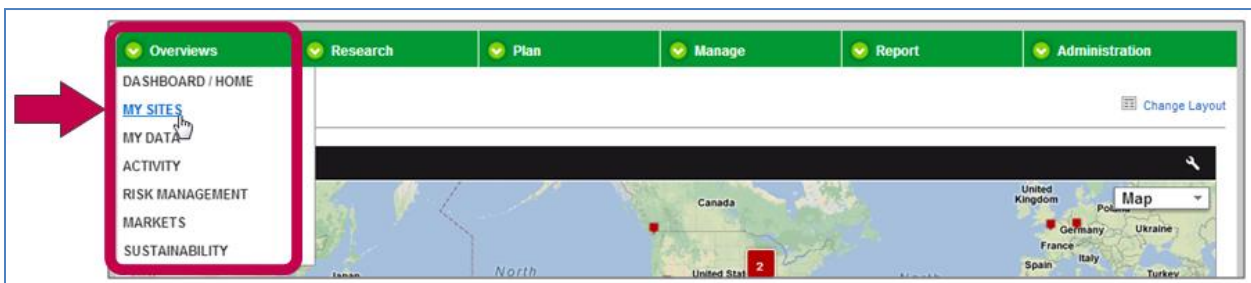 Overviews Research Plan Manage Report Administration
DASHBOARD / HOME
MY SITES
Change Layout
MY DATA
ACTIVITY
RISK MANAGEMENT
MARKETS
SUSTAINABILITY
Map
United
Kingdom
Canada
Germany
Ukraine
France
Spain
Italy
Turkey
North
United Stat
2
Japan